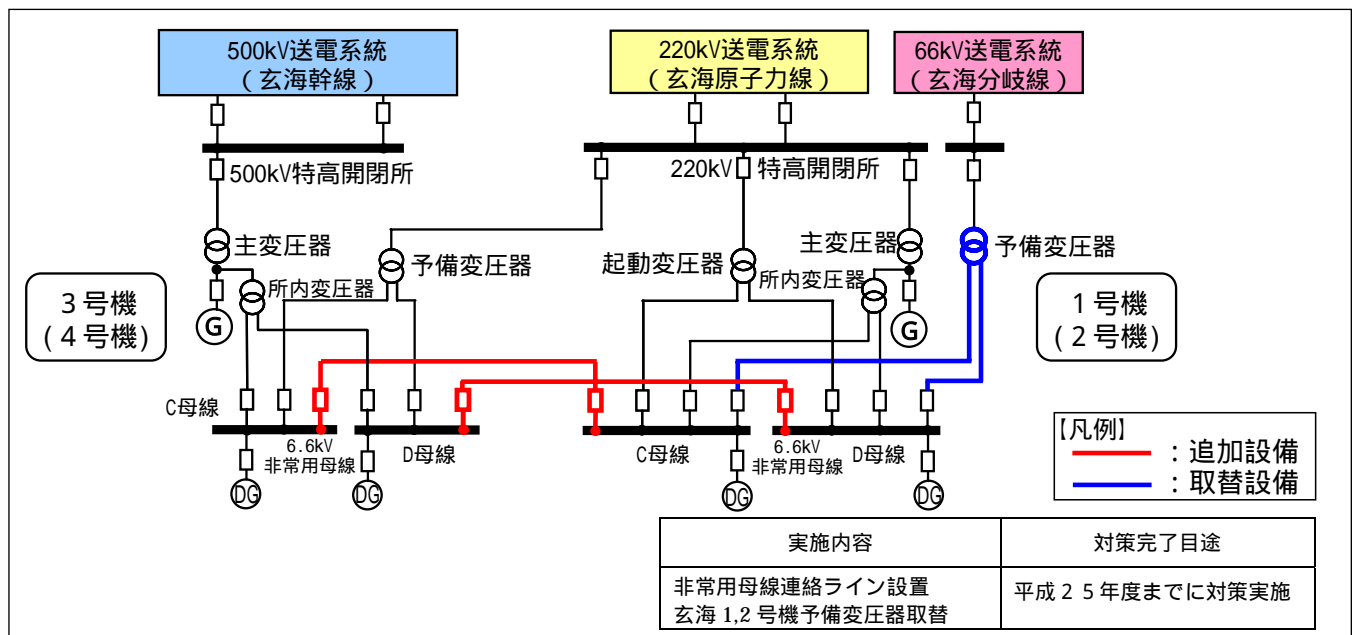 500kV送電系統
(玄海幹線)
220kV送電系統
(玄海原子力線)
66kV送電系統
(玄海分岐線)
500kV特高開閉所
220kV 特高開閉所
主変圧器
予備変圧器
起動変圧器
主変圧器
予備変圧器
所内変圧器
所内変圧器
3号機
(4号機)
1号機
(2号機)
G
G
C母線
6.6kV
非常用母線
D母線
C母線
6.6kV
非常用母線
D母線
DG
DG
DG
DG
【凡例】
:追加設備
:取替設備
実施内容
対策完了目途
非常用母線連絡ライン設置
玄海1,2号機予備変圧器取替
平成25年度までに対策実施